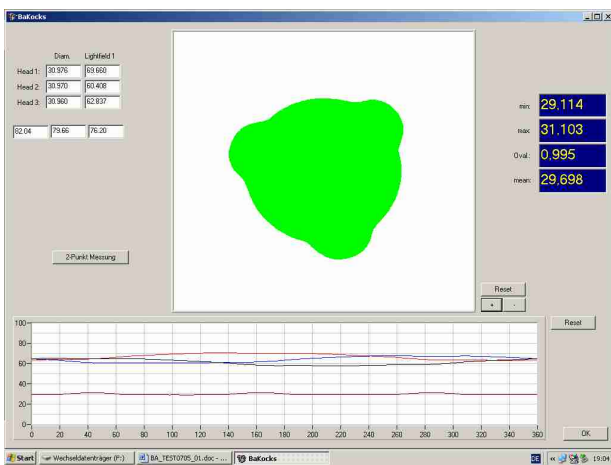 BaKocks
Diam. Lightfield 1
Head 1: 30.976 69.660
Head 2: 30.970 60.408
Head 3: 30.960 62.837
82.04 79.66 76.20
2-Punkt Messung
min: 29,114
max: 31,103
Oval.: 0,995
mean: 29,698
Reset
+ -
Reset
100
80
60
40
20
0
0 20 40 60 80 100 120 140 160 180 200 220 240 260 280 300 320 340 360
OK
Start Wechseldatenträger (F:) BA_TEST0705_01.doc - ... BaKocks DE « 19:04